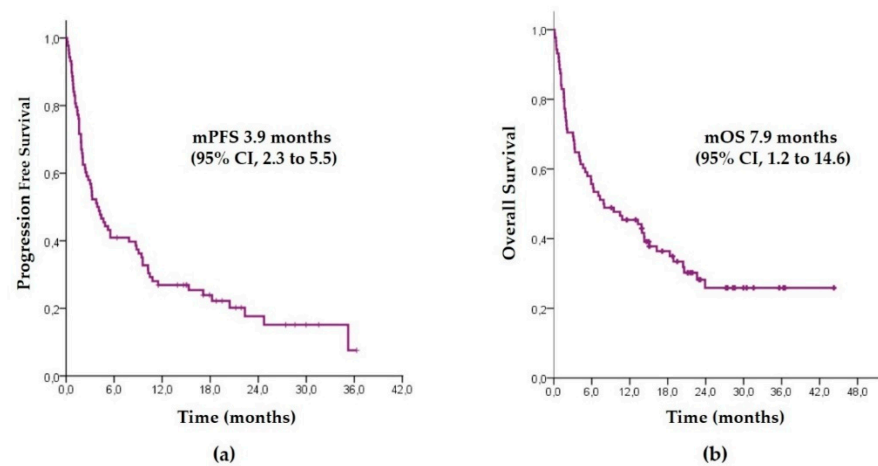 Progression Free Survival
1,0
0,8
0,6
0,4
0,2
0,0
mPFS 3.9 months
(95% CI, 2.3 to 5.5)
0,0 6,0 12,0 18,0 24,0 30,0 36,0 42,0
Time (months)
(a)
Overall Survival
1,0
0,8
0,6
0,4
0,2
0,0
mOS 7.9 months
(95% CI, 1.2 to 14.6)
0,0 6,0 12,0 18,0 24,0 30,0 36,0 42,0 48,0
Time (months)
(b)